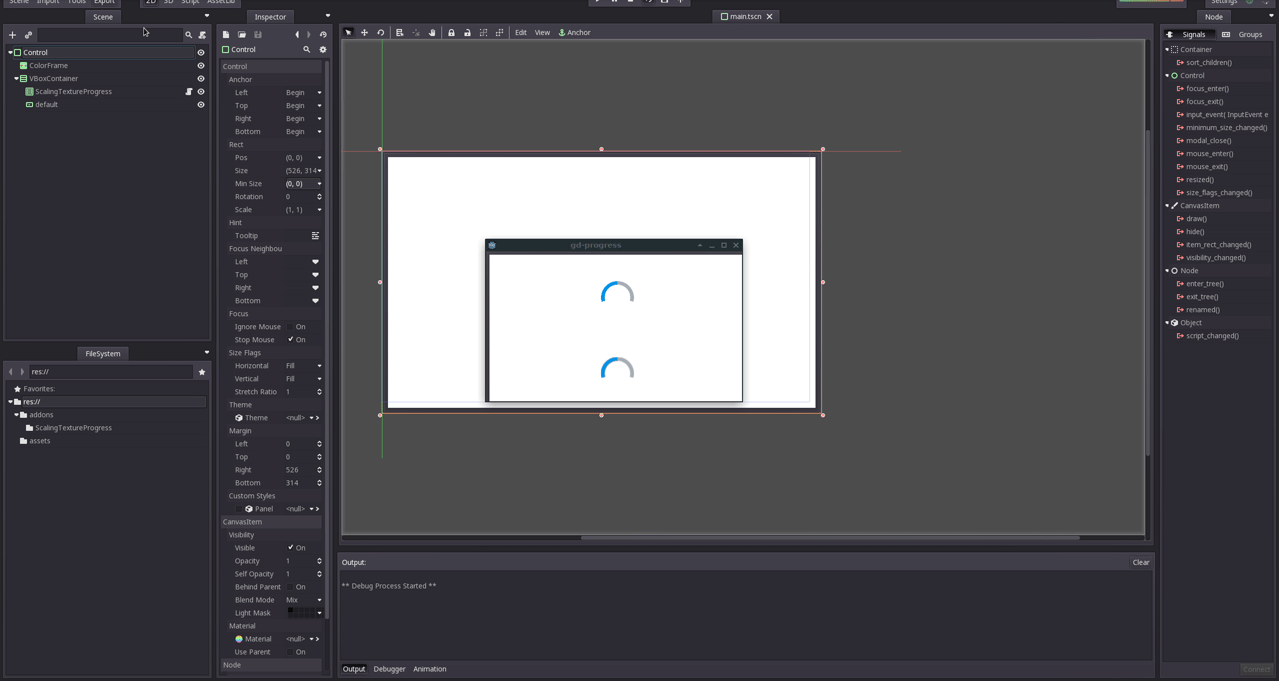 Scene Import Tools Export
2D 3D Script AssetLib
Settings
Scene
Inspector
main.tscn
Node
Edit View Anchor
Signals Groups
Control
ColorFrame
VBoxContainer
ScalingTextureProgress
default
Control
Control
Anchor
Left Begin
Top Begin
Right Begin
Bottom Begin
Rect
Pos (0, 0)
Size (526, 314
Min Size (0, 0)
Rotation 0
Scale (1, 1)
Hint
Tooltip
Focus Neighbou
Left
Top
Right
Bottom
Focus
Ignore Mouse On
Stop Mouse On
Size Flags
Horizontal Fill
Vertical Fill
Stretch Ratio 1
Theme
Theme <null>
Margin
Left 0
Top 0
Right 526
Bottom 314
Custom Styles
Panel <null>
CanvasItem
Visibility
Visible On
Opacity 1
Self Opacity 1
Behind Parent On
Blend Mode Mix
Light Mask
Material
Material <null>
Use Parent On
Node
FileSystem
res://
Favorites:
res://
addons
ScalingTextureProgress
assets
gd-progress
Output:
Clear
** Debug Process Started **
Output Debugger Animation
Container
sort_children()
Control
focus_enter()
focus_exit()
input_event( InputEvent e
minimum_size_changed()
modal_close()
mouse_enter()
mouse_exit()
resized()
size_flags_changed()
CanvasItem
draw()
hide()
item_rect_changed()
visibility_changed()
Node
enter_tree()
exit_tree()
renamed()
Object
script_changed()
Connect